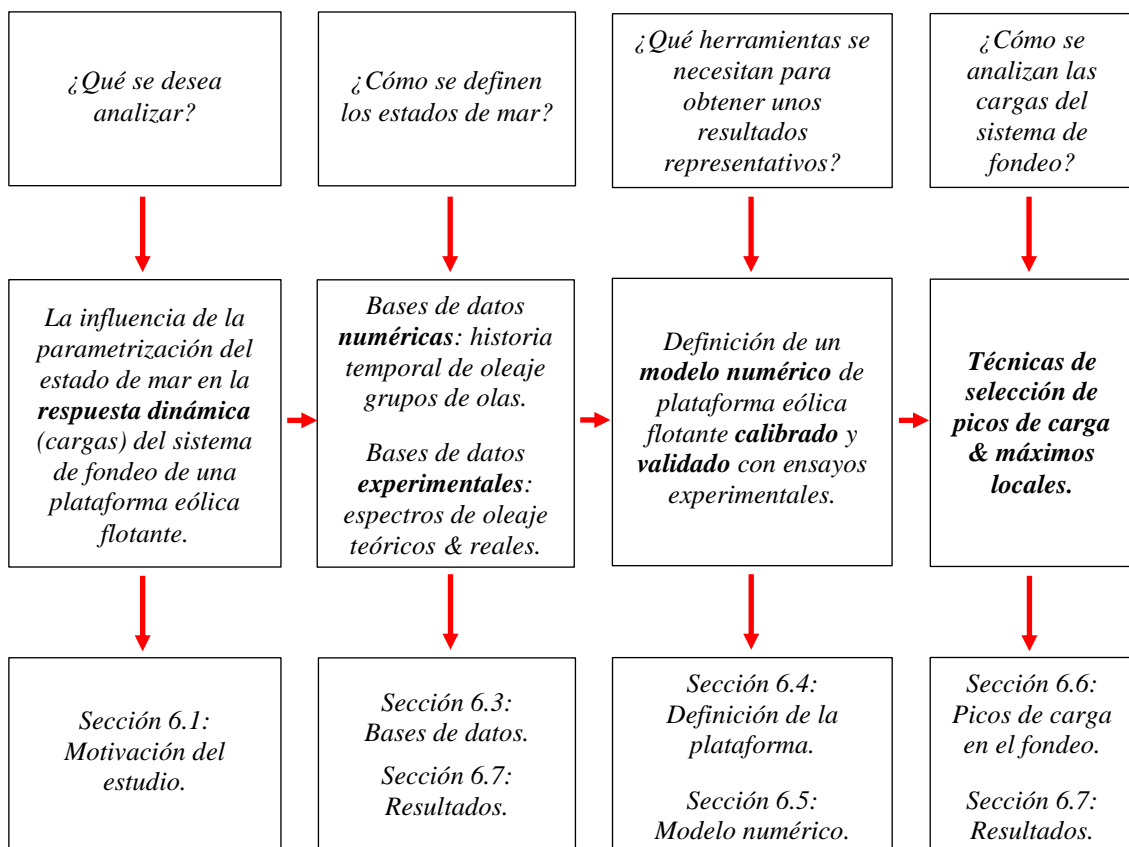 ¿Qué se desea
analizar?
¿Cómo se definen
los estados de mar?
¿Qué herramientas se
necesitan para
obtener unos
resultados
representativos?
¿Cómo se
analizan las
cargas del
sistema de
fondeo?
La influencia de la
parametrización del
estado de mar en la
respuesta dinámica
(cargas) del sistema
de fondeo de una
plataforma eólica
flotante.
Bases de datos
numéricas: historia
temporal de oleaje
grupos de olas.
Bases de datos
experimentales:
espectros de oleaje
teóricos & reales.
Definición de un
modelo numérico de
plataforma eólica
flotante calibrado y
validado con ensayos
experimentales.
Técnicas de
selección de
picos de carga
& máximos
locales.
Sección 6.1:
Motivación del
estudio.
Sección 6.3:
Bases de datos.
Sección 6.7:
Resultados.
Sección 6.4:
Definición de la
plataforma.
Sección 6.5:
Modelo numérico.
Sección 6.6:
Picos de carga
en el fondeo.
Sección 6.7:
Resultados.